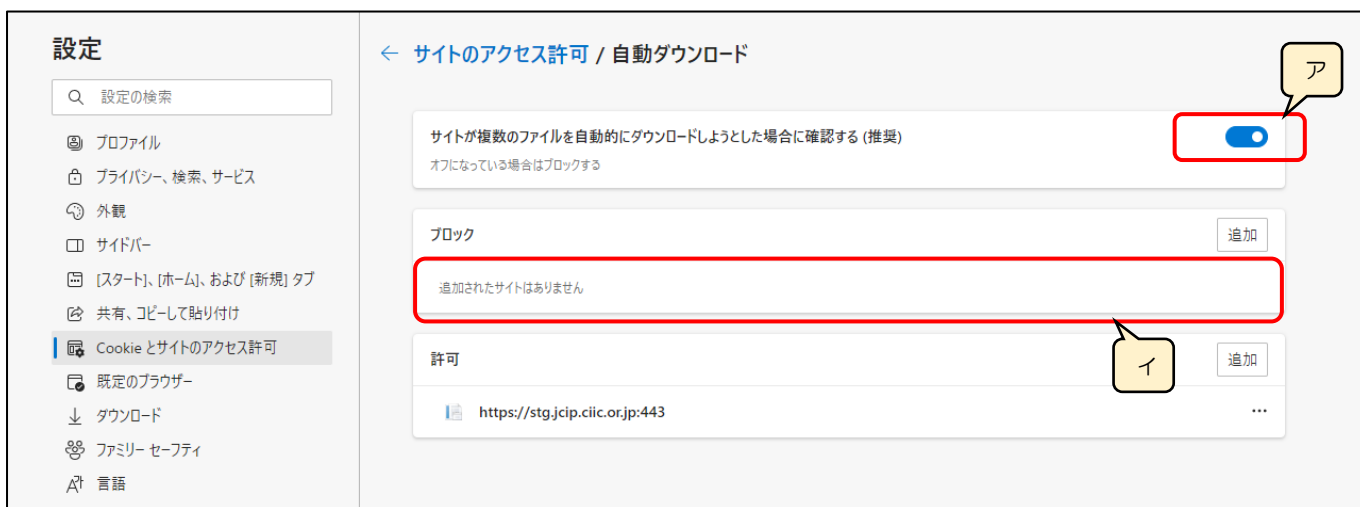 設定
設定の検索
プロファイル
プライバシー、検索、サービス
外観
サイドバー
[スタート]、[ホーム]、および [新規] タブ
共有、コピーして貼り付け
Cookie とサイトのアクセス許可
既定のブラウザー
ダウンロード
ファミリー セーフティ
言語
← サイトのアクセス許可 / 自動ダウンロード
ア
サイトが複数のファイルを自動的にダウンロードしようとした場合に確認する (推奨)
オフになっている場合はブロックする
ブロック 追加
追加されたサイトはありません
イ
許可 追加
https://stg.jcip.ciic.or.jp:443 …